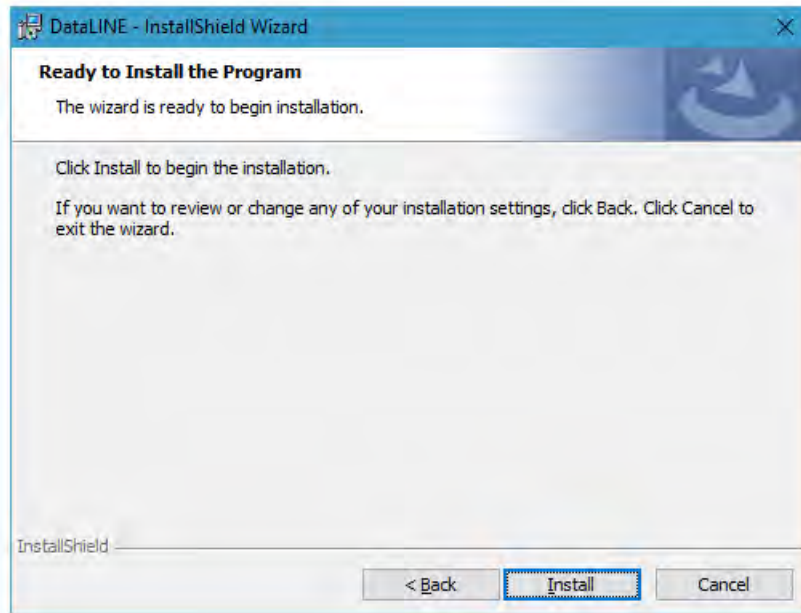 DataLINE - InstallShield Wizard
Ready to Install the Program
The wizard is ready to begin installation.
Click Install to begin the installation.
If you want to review or change any of your installation settings, click Back. Click Cancel to
exit the wizard.
InstallShield
< Back
Install
Cancel